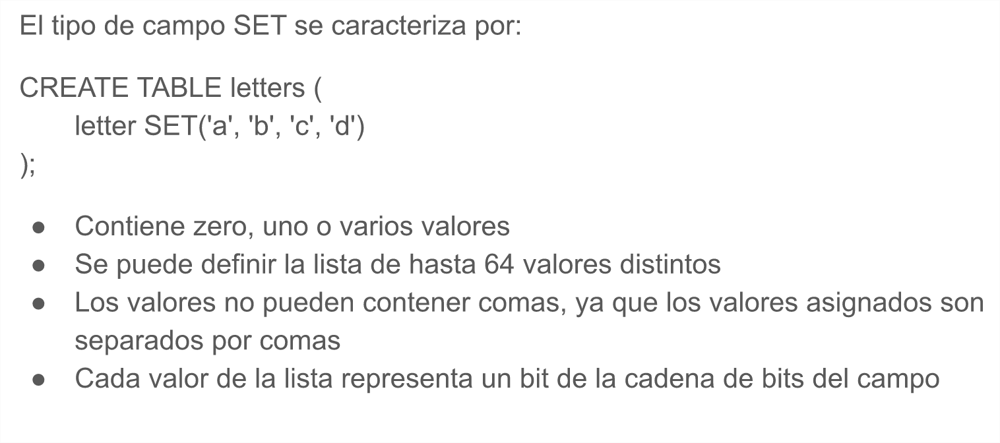 El tipo de campo SET se caracteriza por:
CREATE TABLE letters (
letter SET('a', 'b', 'c', 'd')
);
● Contiene zero, uno o varios valores
● Se puede definir la lista de hasta 64 valores distintos
● Los valores no pueden contener comas, ya que los valores asignados son
separados por comas
● Cada valor de la lista representa un bit de la cadena de bits del campo